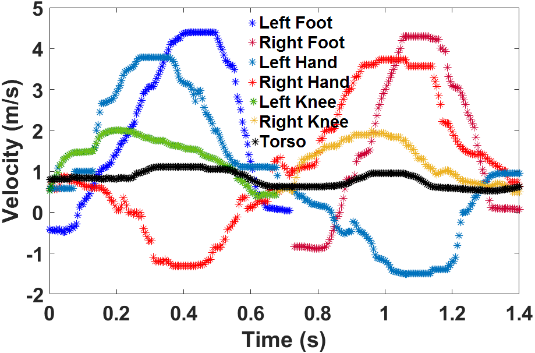 5
4
3
2
1
0
-1
-2
Velocity (m/s)
Left Foot
Right Foot
Left Hand
Right Hand
Left Knee
Right Knee
Torso
0 0.2 0.4 0.6 0.8 1 1.2 1.4
Time (s)